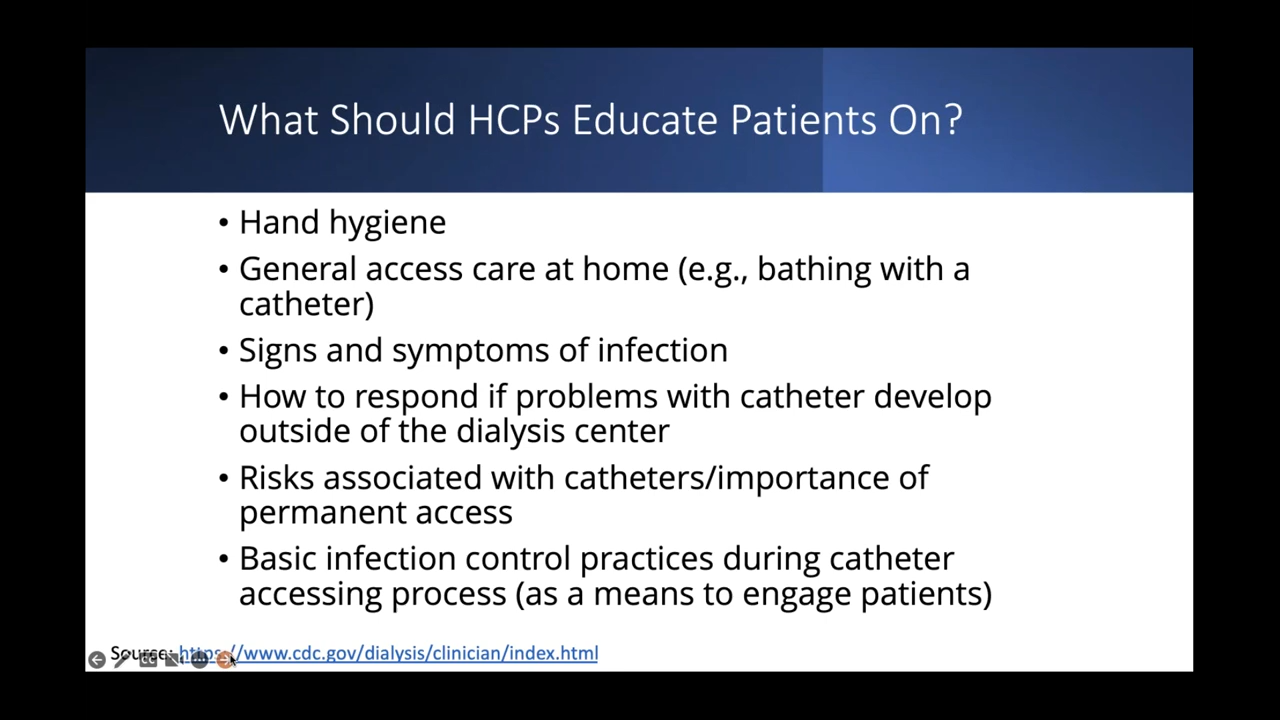 What Should HCPs Educate Patients On?
• Hand hygiene
• General access care at home (e.g., bathing with a
catheter)
• Signs and symptoms of infection
• How to respond if problems with catheter develop
outside of the dialysis center
• Risks associated with catheters/importance of
permanent access
• Basic infection control practices during catheter
accessing process (as a means to engage patients)
Source: https://www.cdc.gov/dialysis/clinician/index.html
CC